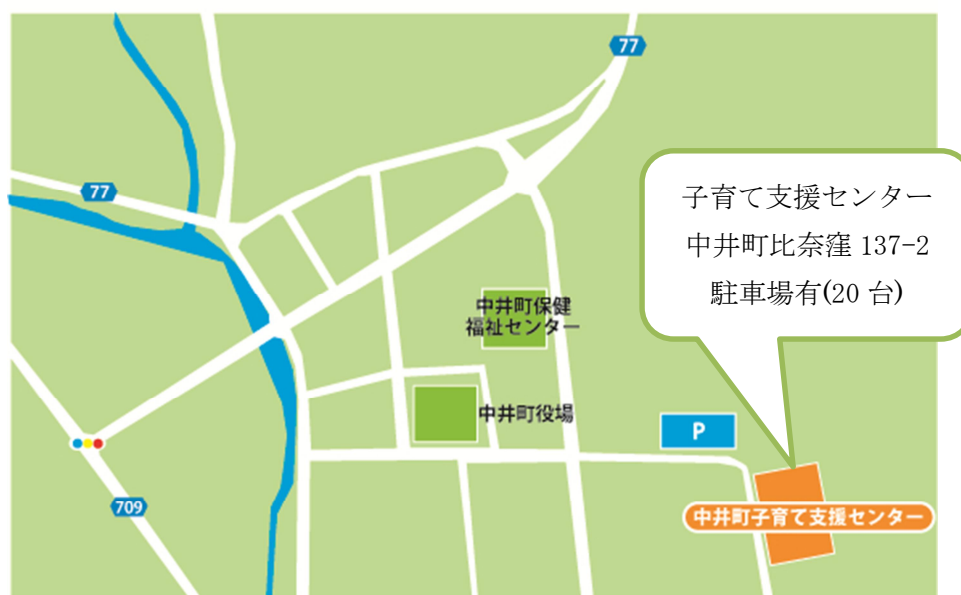 77
77
子育て支援センター
中井町比奈窪 137-2
駐車場有(20 台)
中井町保健
福祉センター
中井町役場
P
709
中井町子育て支援センター